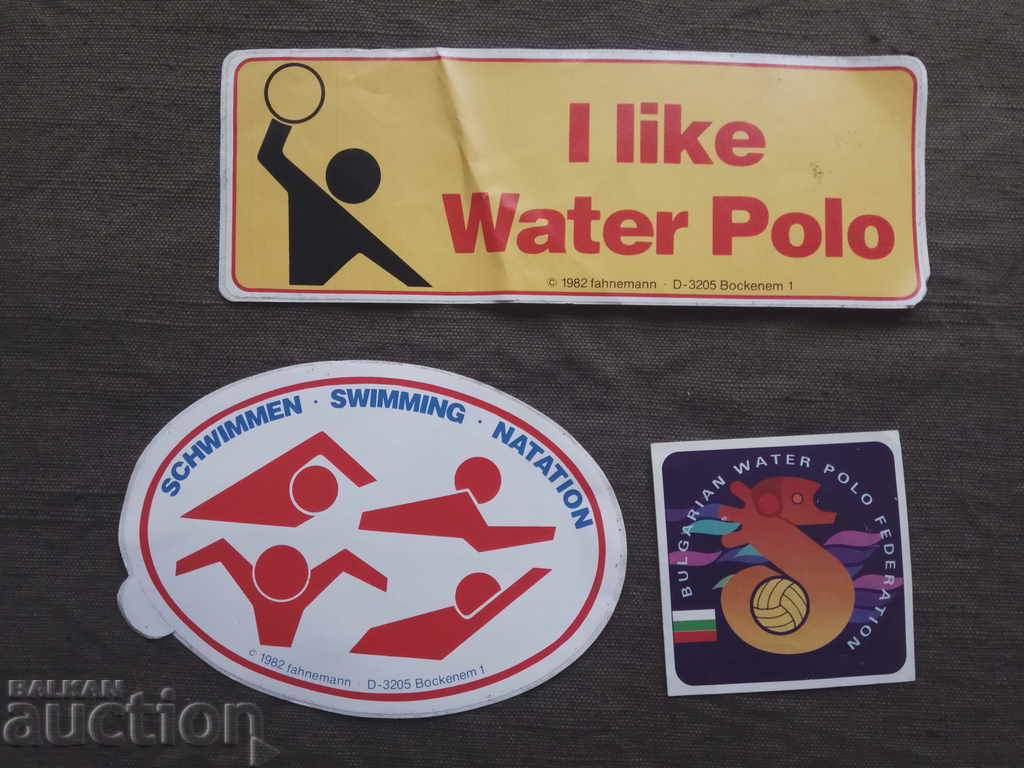 I like
Water Polo
© 1982 fahnemann · D-3205 Bockenem 1
SCHWIMMEN · SWIMMING · NATATION
© 1982 fahnemann · D-3205 Bockenem 1
BULGARIAN WATER POLO FEDERATION
BALKAN
auction